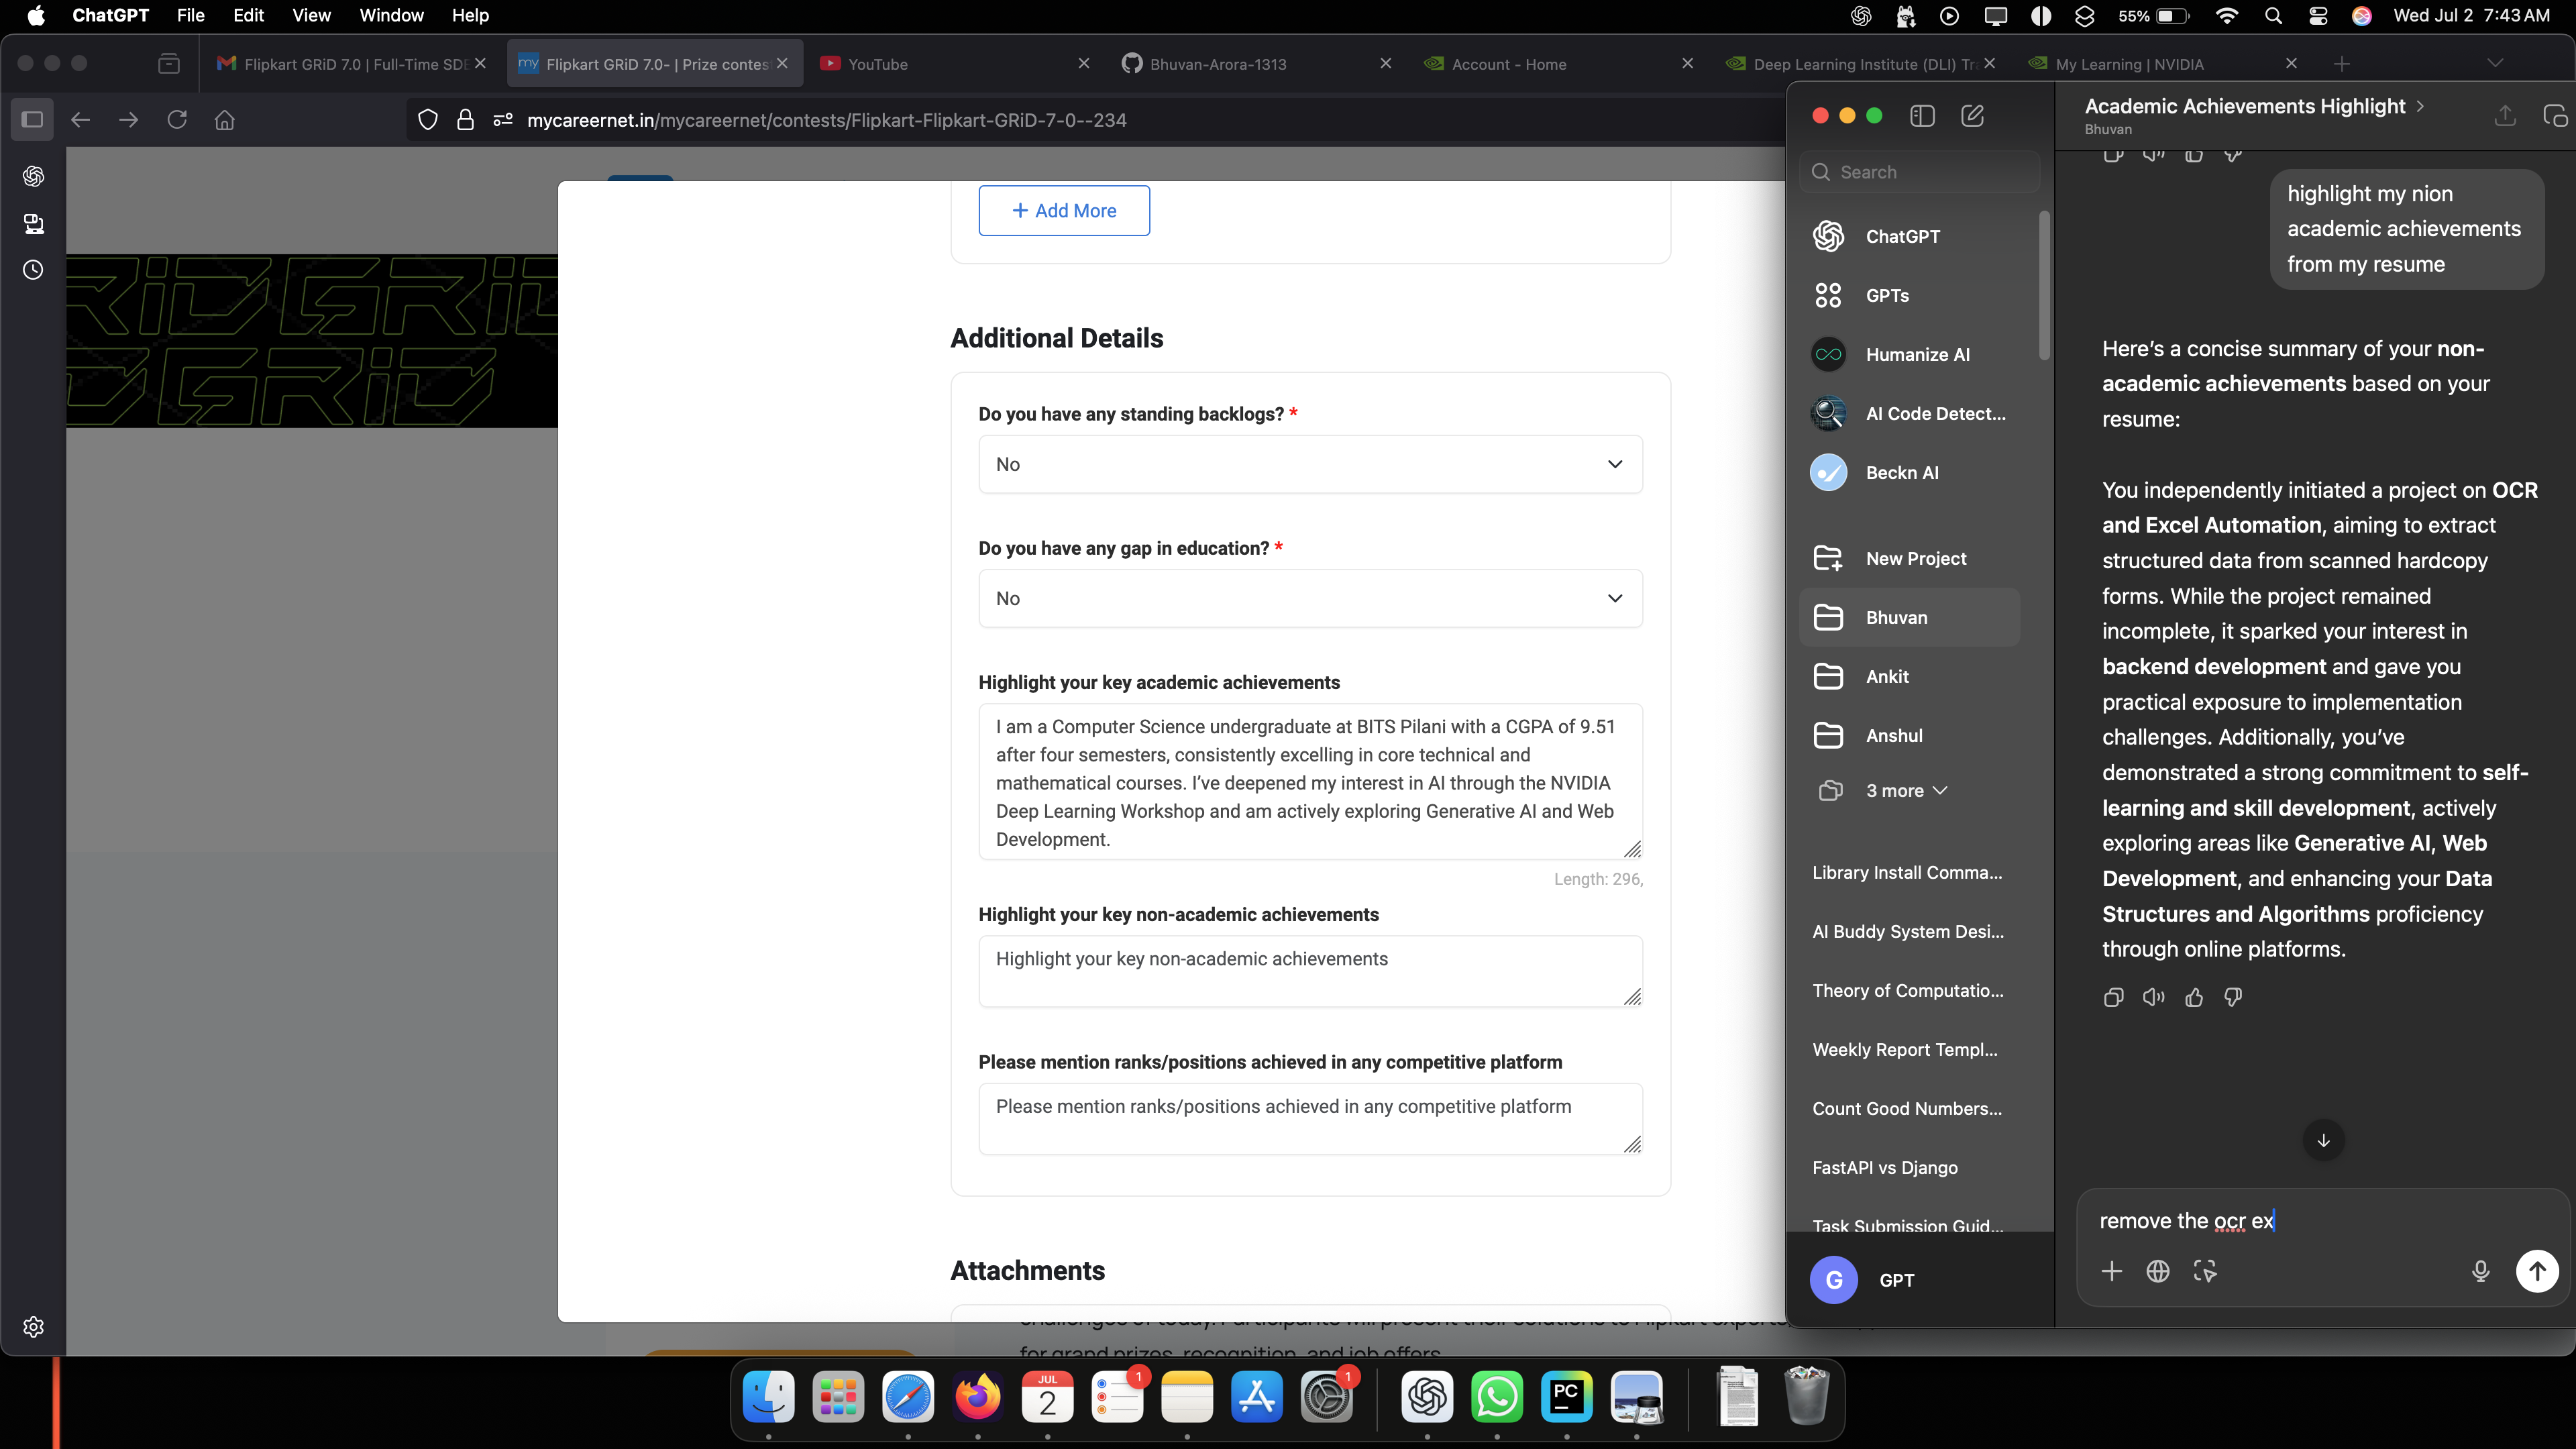 ChatGPT File Edit View Window Help
55% Wed Jul 2 7:43 AM
Flipkart GRiD 7.0 | Full-Time SDE
my Flipkart GRiD 7.0- | Prize contes
YouTube
Bhuvan-Arora-1313
Account - Home
Deep Learning Institute (DLI) Tr
My Learning | NVIDIA
mycareernet.in/mycareernet/contests/Flipkart-Flipkart-GRiD-7-0--234
+ Add More
Additional Details
Do you have any standing backlogs? *
No
Do you have any gap in education? *
No
Highlight your key academic achievements
I am a Computer Science undergraduate at BITS Pilani with a CGPA of 9.51
after four semesters, consistently excelling in core technical and
mathematical courses. I've deepened my interest in AI through the NVIDIA
Deep Learning Workshop and am actively exploring Generative AI and Web
Development.
Length: 296,
Highlight your key non-academic achievements
Highlight your key non-academic achievements
Please mention ranks/positions achieved in any competitive platform
Please mention ranks/positions achieved in any competitive platform
Attachments
for grand prizes, recognition, and job offers
Search
ChatGPT
GPTs
Humanize AI
AI Code Detect...
Beckn AI
New Project
Bhuvan
Ankit
Anshul
3 more
Library Install Comma...
AI Buddy System Desi...
Theory of Computatio...
Weekly Report Templ...
Count Good Numbers...
FastAPI vs Django
Task Submission Guid...
G GPT
Academic Achievements Highlight >
Bhuvan
highlight my nion
academic achievements
from my resume
Here's a concise summary of your non-
academic achievements based on your
resume:
You independently initiated a project on OCR
and Excel Automation, aiming to extract
structured data from scanned hardcopy
forms. While the project remained
incomplete, it sparked your interest in
backend development and gave you
practical exposure to implementation
challenges. Additionally, you've
demonstrated a strong commitment to self-
learning and skill development, actively
exploring areas like Generative AI, Web
Development, and enhancing your Data
Structures and Algorithms proficiency
through online platforms.
remove the ocr ex
JUL
2
1
1
PC